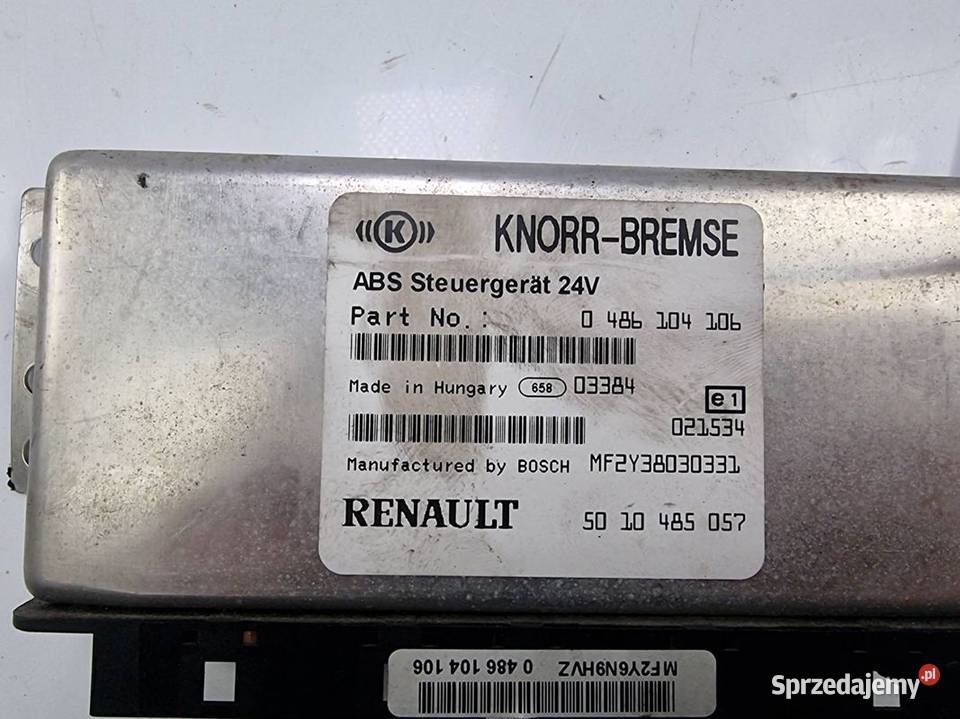 K KNORR-BREMSE
ABS Steuergerät 24V
Part No.: 0 486 104 106
Made in Hungary 658 03384
e1
021534
Manufactured by BOSCH MF2Y38030331
RENAULT 50 10 485 057
MF2Y6N9HVZ 0 486 104 106
Sprzedajemy.pl